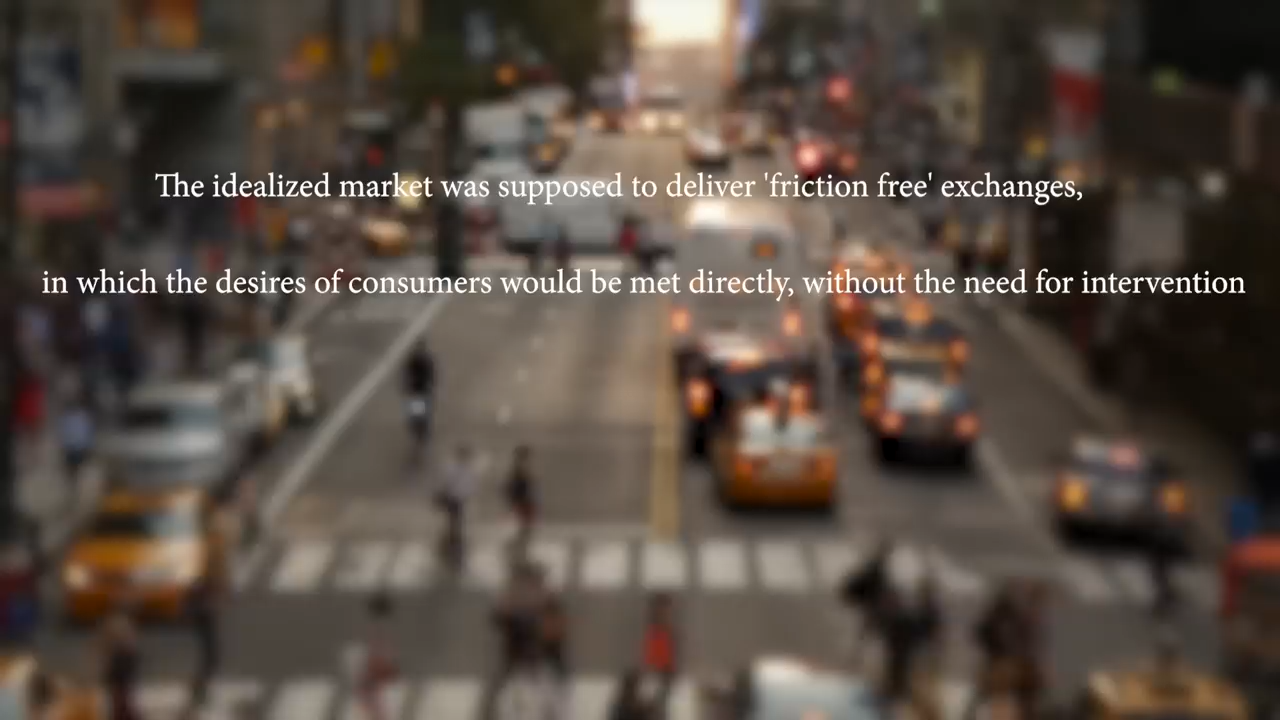 The idealized market was supposed to deliver 'friction free' exchanges,
in which the desires of consumers would be met directly, without the need for intervention